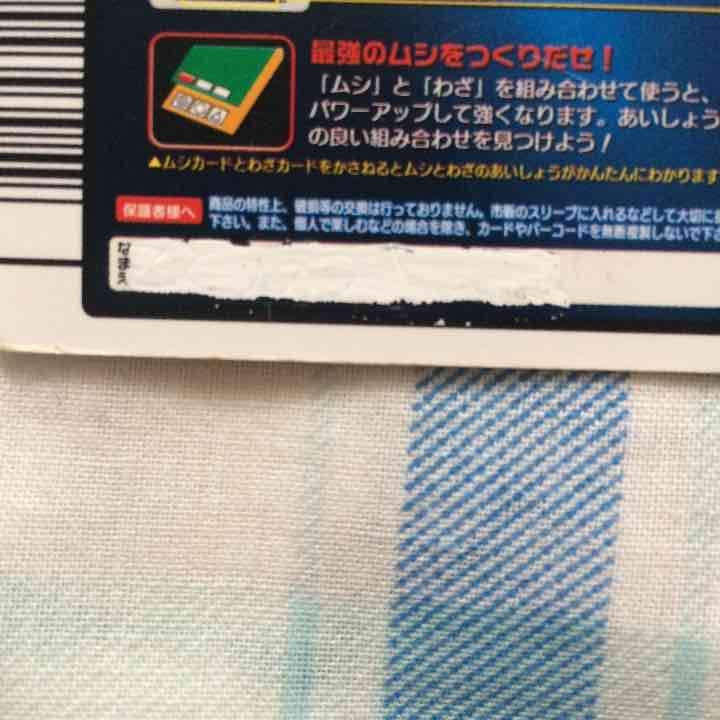 最強のムシをつくりだせ!
「ムシ」と「わざ」を組み合わせて使うと、
パワーアップして強くなります。あいしょう
の良い組み合わせを見つけよう!
▲ムシカードとわざカードをかさねるとムシとわざのあいしょうがかんたんにわかります
保護者様へ
商品の特性上、破損等の交換は行っておりません。市販のスリーブに入れるなどして大切に
下さい。また、個人で楽しむなどの場合を除き、カードやバーコードを無断複製しないで下さ
なまえ